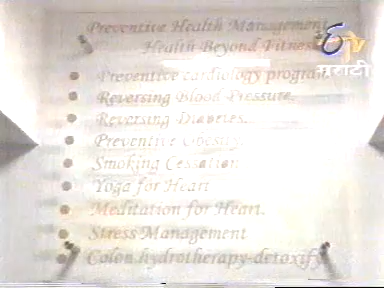 Preventive Health Management
Health Beyond Fitness
Preventive cardiology program
Reversing Blood Pressure.
Reversing Diabetes.
Preventive Obesity.
Smoking Cessation
Yoga for Heart
Meditation for Heart.
Stress Management
Colon hydrotherapy-detoxify
ETV
मराठी